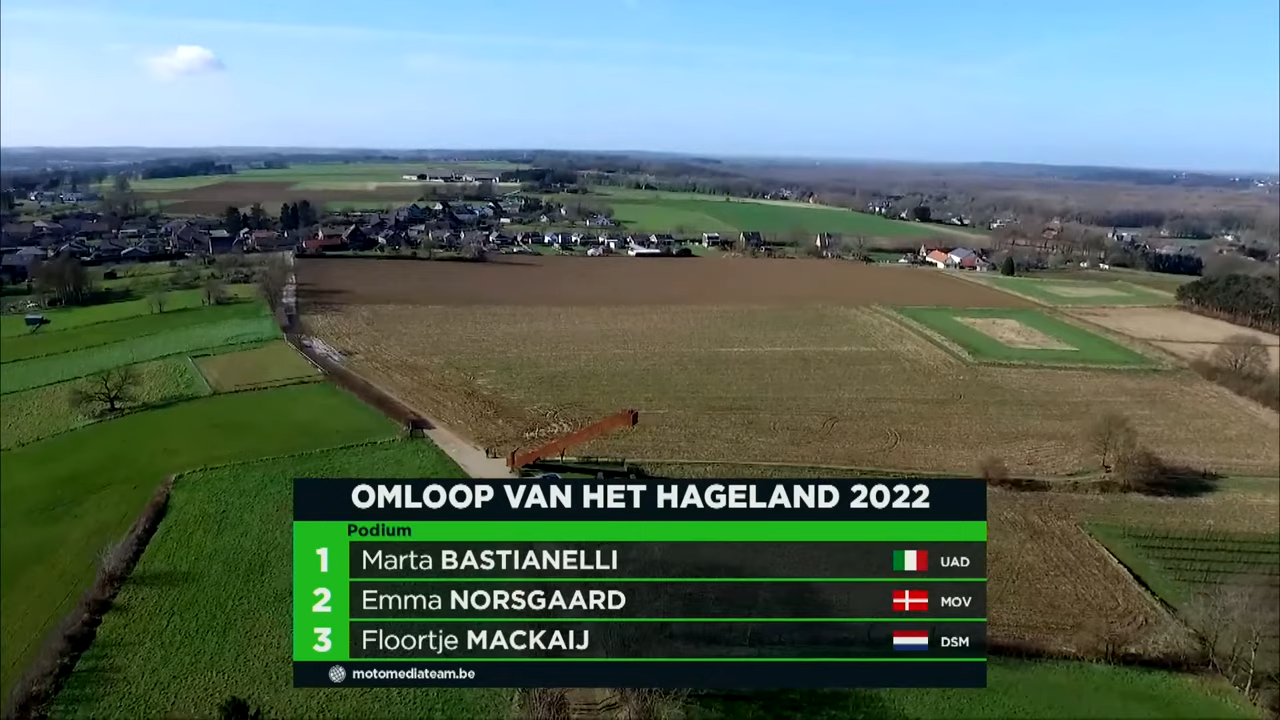 OMLOOP VAN HET HAGELAND 2022
Podium
1 Marta BASTIANELLI UAD
2 Emma NORSGAARD MOV
3 Floortje MACKAIJ DSM
motomediateam.be